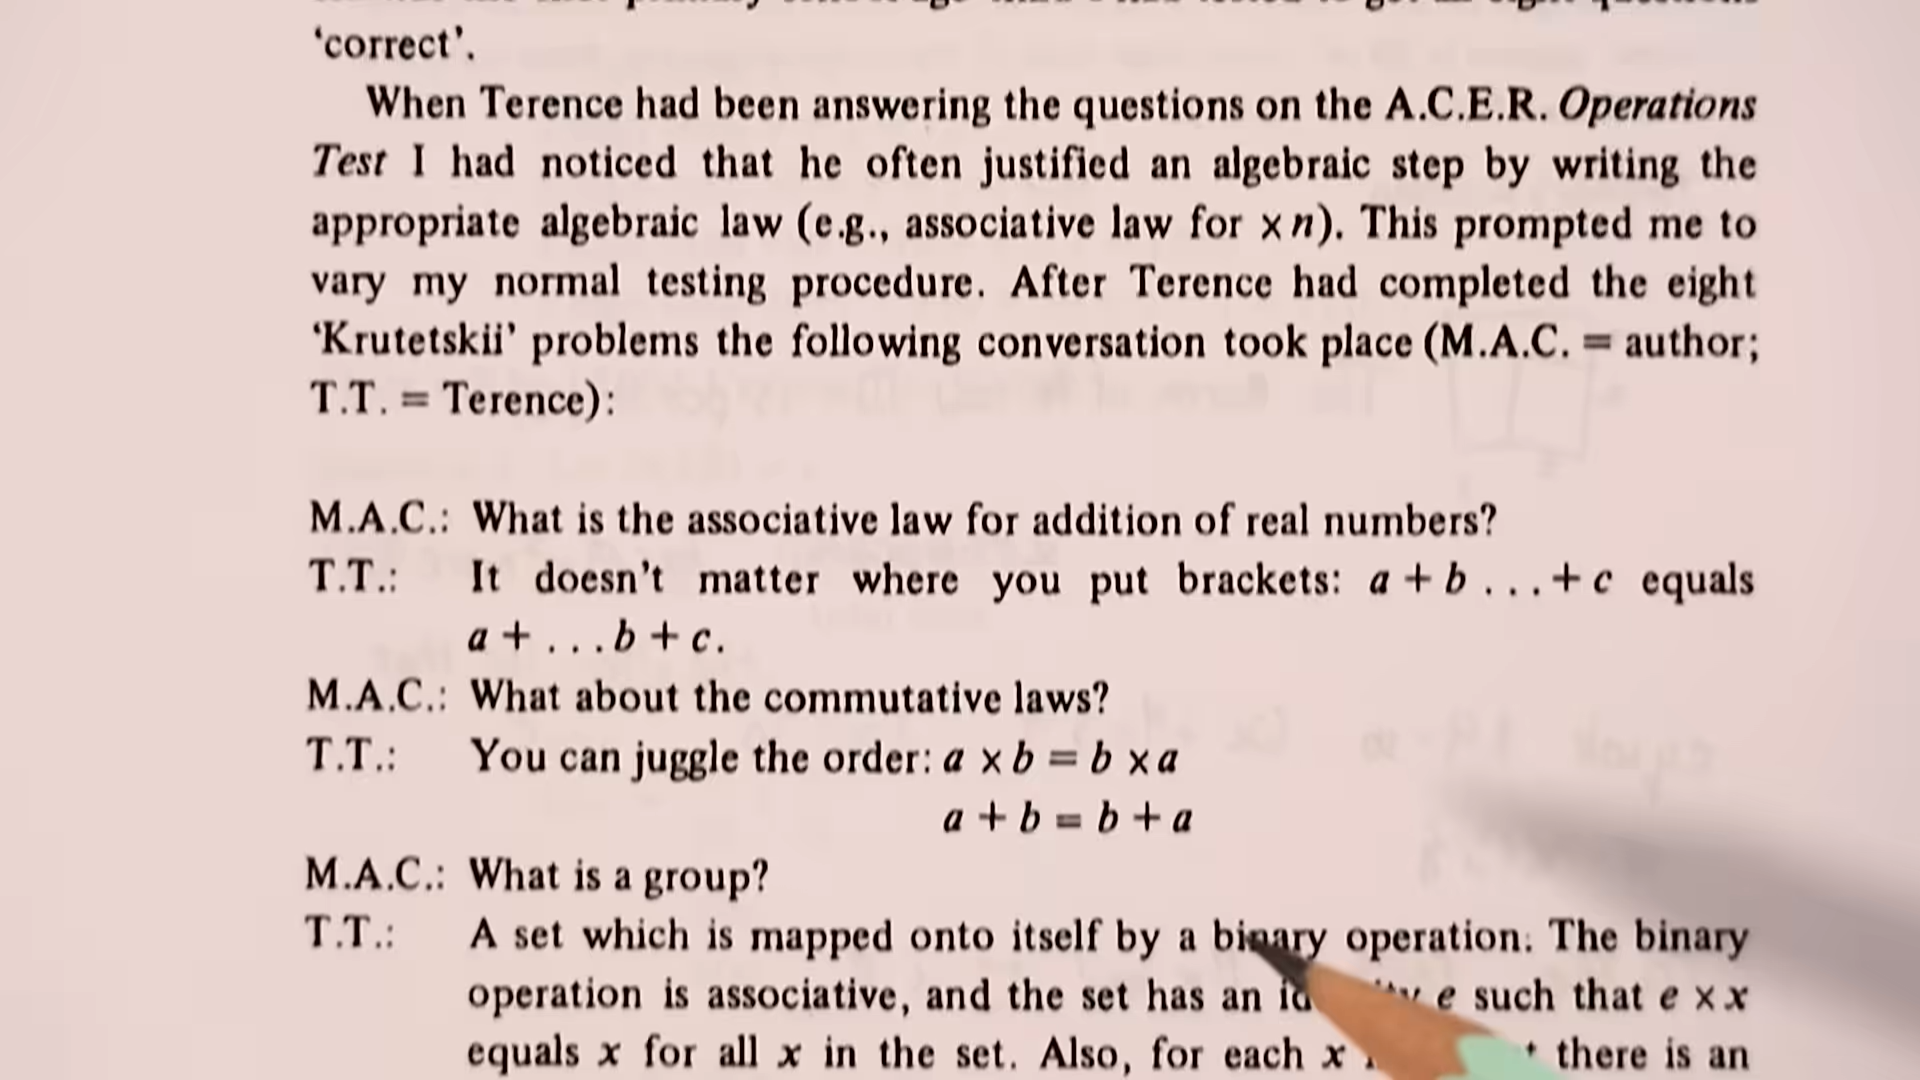 'correct'.
When Terence had been answering the questions on the A.C.E.R. Operations
Test I had noticed that he often justified an algebraic step by writing the
appropriate algebraic law (e.g., associative law for × n). This prompted me to
vary my normal testing procedure. After Terence had completed the eight
'Krutetskii' problems the following conversation took place (M.A.C. = author;
T.T. = Terence):
M.A.C.: What is the associative law for addition of real numbers?
T.T.: It doesn't matter where you put brackets: a + b ... + c equals
a + ... b + c.
M.A.C.: What about the commutative laws?
T.T.: You can juggle the order: a × b = b × a
a + b = b + a
M.A.C.: What is a group?
T.T.: A set which is mapped onto itself by a binary operation. The binary
operation is associative, and the set has an e such that e × x
equals x for all x in the set. Also, for each x there is an